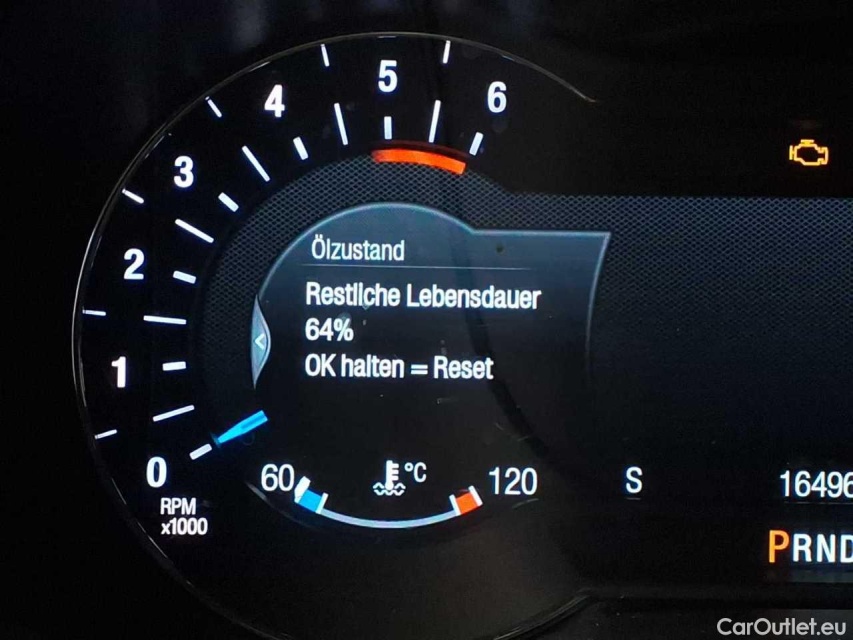 5
4
6
3
2
1
0
RPM
x1000
Ölzustand
Restliche Lebensdauer
64%
OK halten = Reset
60
°C
120
S
16496
PRND
CarOutlet.eu